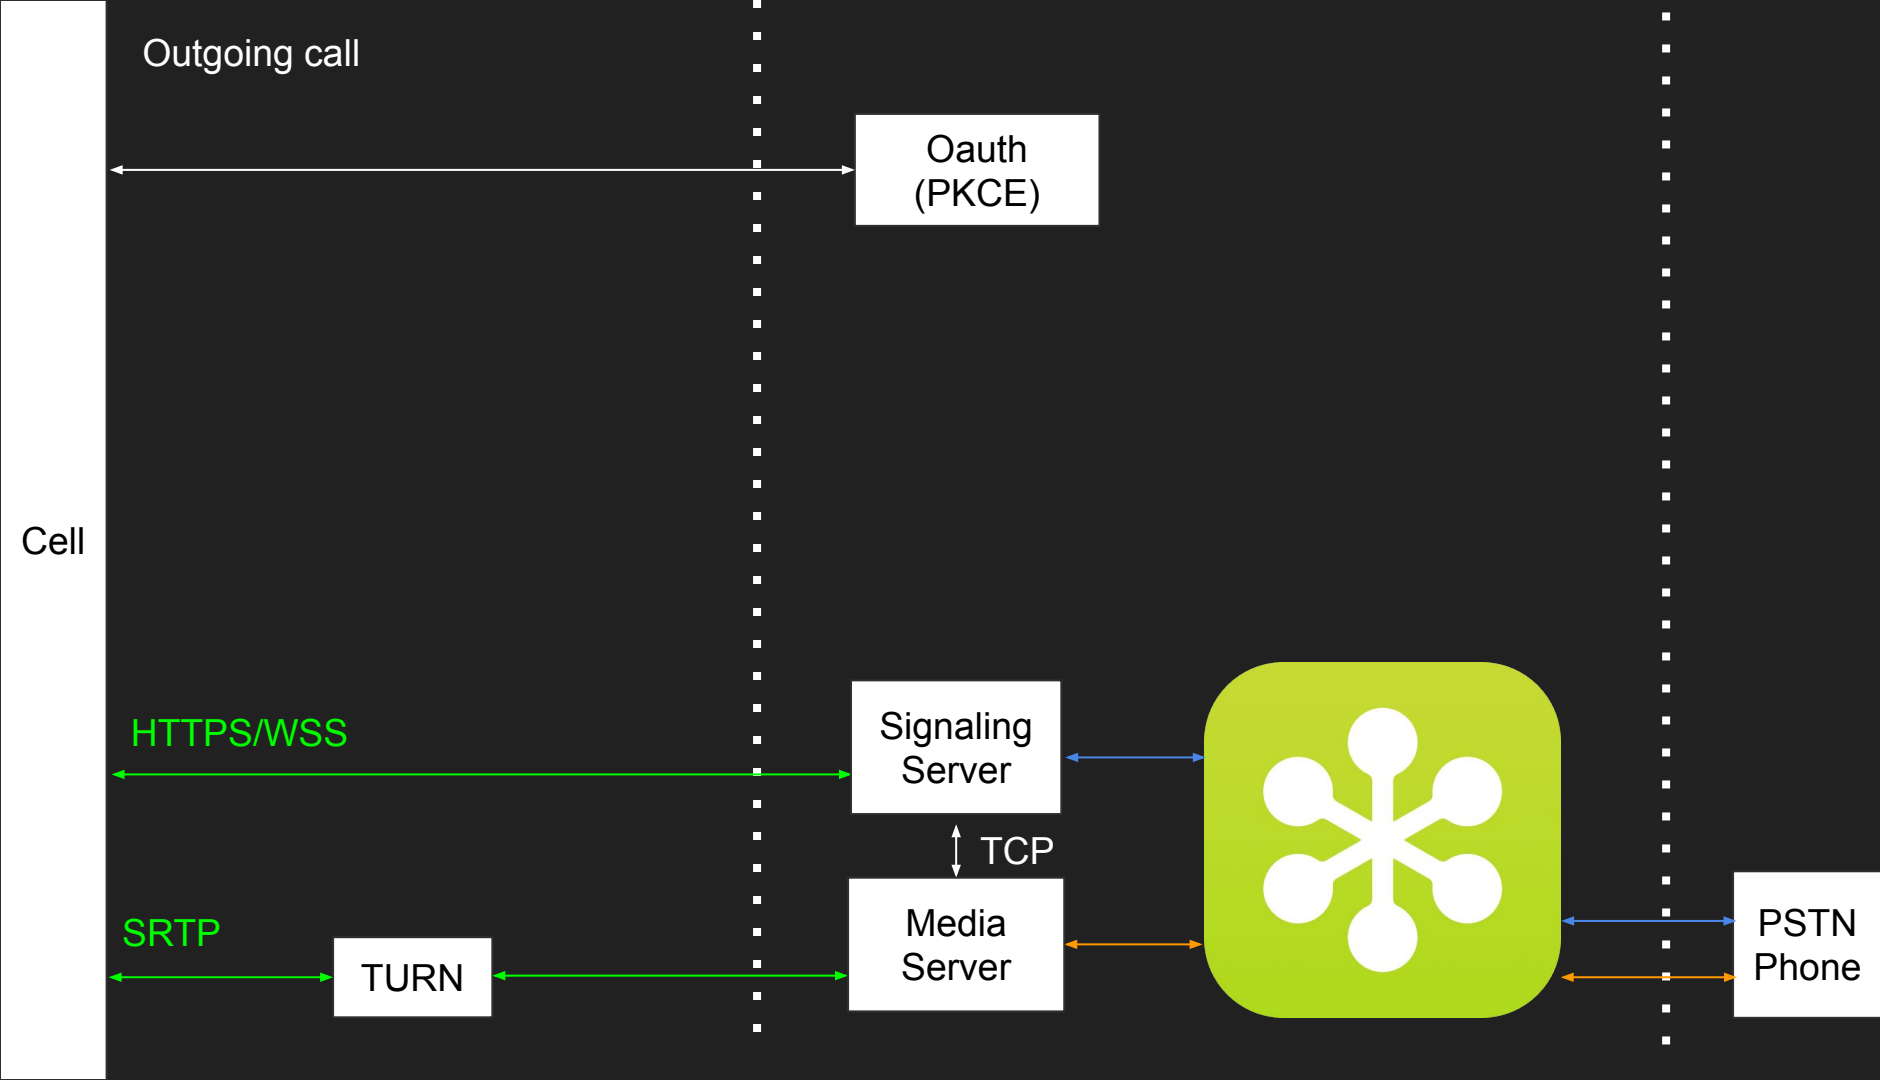 Outgoing call
Oauth
(PKCE)
Cell
HTTPS/WSS
Signaling
Server
TCP
SRTP
TURN
Media
Server
PSTN
Phone